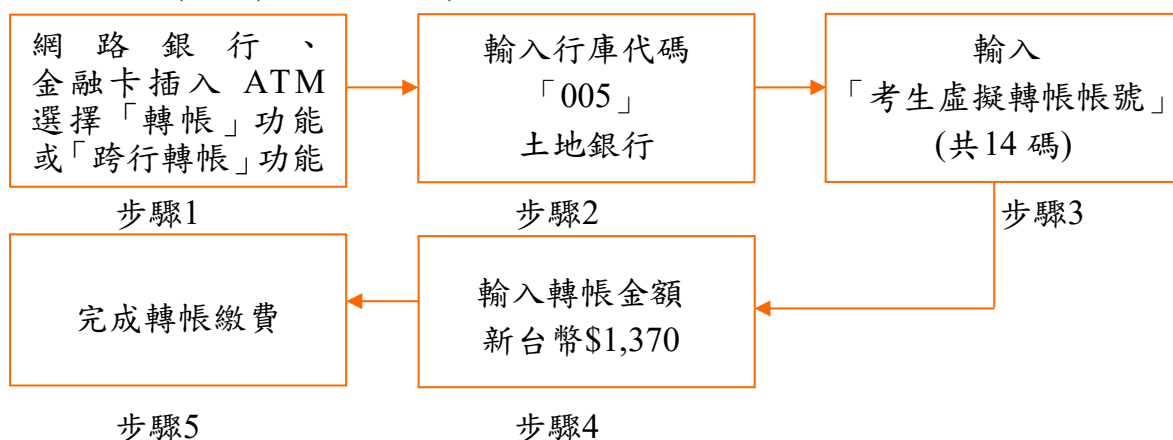 網路銀行、
金融卡插入 ATM
選擇「轉帳」功能
或「跨行轉帳」功能
步驟1
輸入行庫代碼
「005」
土地銀行
步驟2
輸入
「考生虛擬轉帳帳號」
(共14 碼)
步驟3
輸入轉帳金額
新台幣$1,370
步驟4
完成轉帳繳費
步驟5